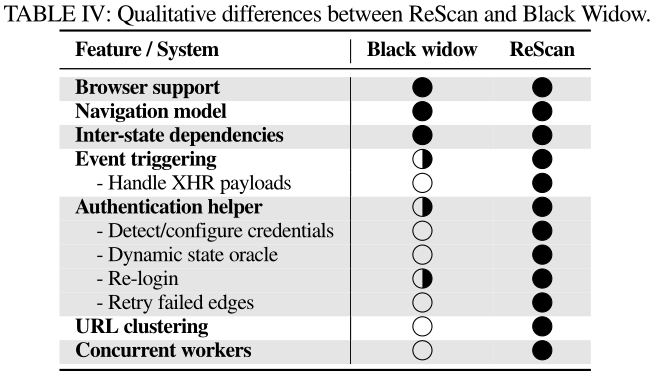 TABLE IV: Qualitative differences between ReScan and Black Widow.
Feature / System Black widow ReScan
Browser support ● ●
Navigation model ● ●
Inter-state dependencies ● ●
Event triggering ◑ ●
- Handle XHR payloads ○ ●
Authentication helper ◑ ●
- Detect/configure credentials ○ ●
- Dynamic state oracle ○ ●
- Re-login ◑ ●
- Retry failed edges ○ ●
URL clustering ○ ●
Concurrent workers ○ ●